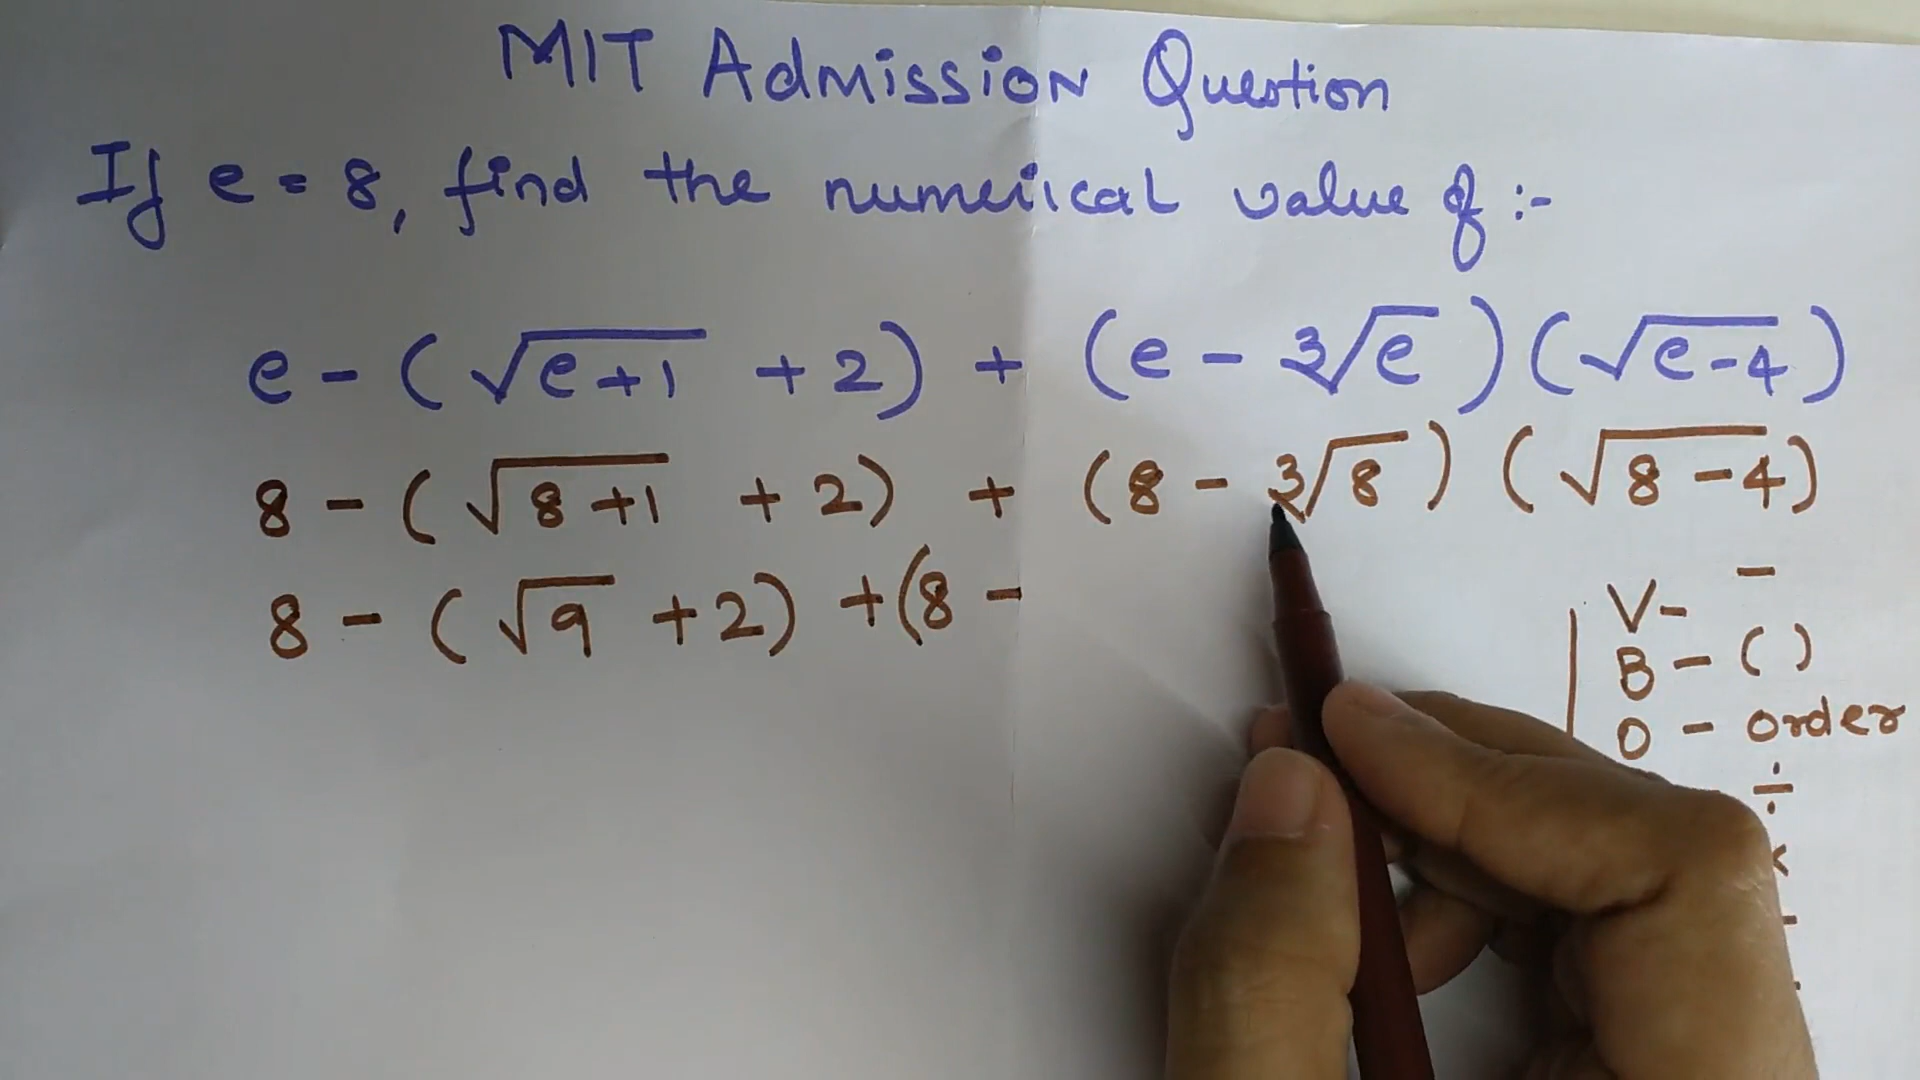 MIT Admission Question
If e = 8, find the numerical value of :-
e - (√e+1 + 2) + (e - ∛e) (√e-4)
8 - (√8+1 + 2) + (8 - ∛8) (√8-4)
8 - (√9 + 2) + (8 -
V - —
B - ( )
O - order
÷